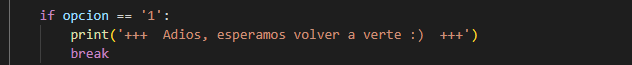 if opcion == '1':
    print('+++  Adios, esperamos volver a verte :)  +++')
    break